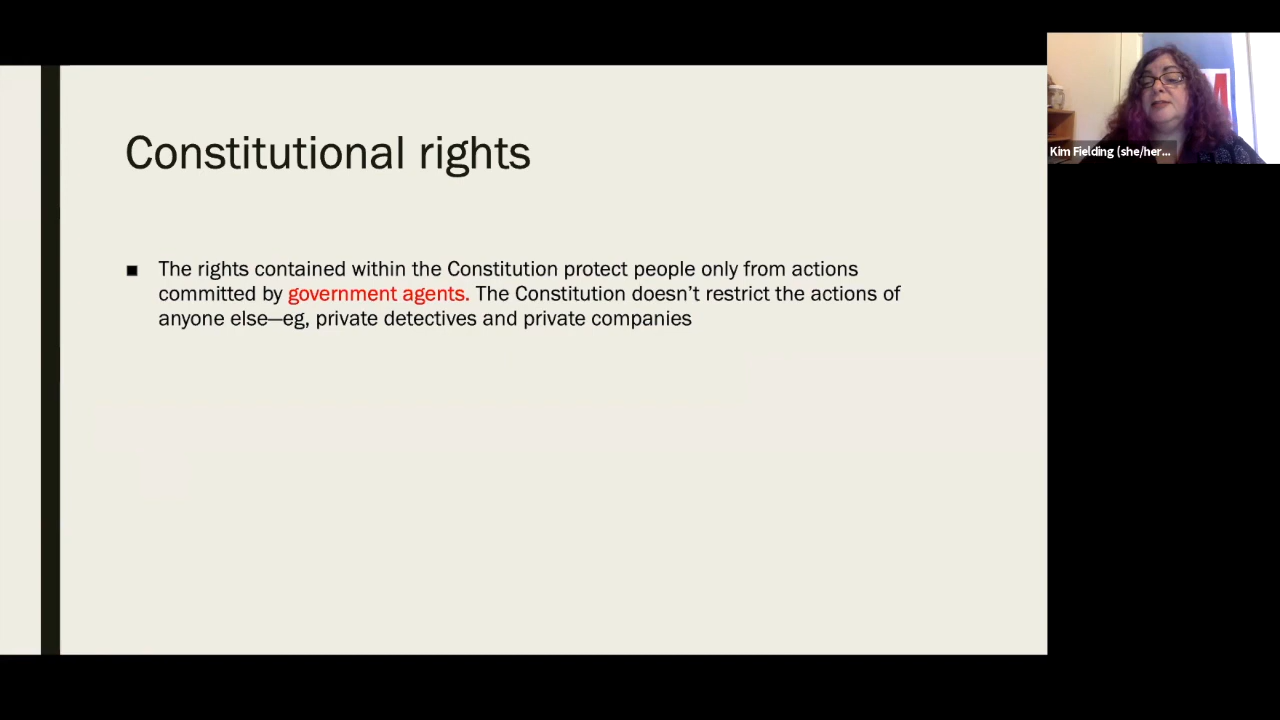 Constitutional rights
■ The rights contained within the Constitution protect people only from actions
committed by government agents. The Constitution doesn’t restrict the actions of
anyone else—eg, private detectives and private companies
Kim Fielding (she/her...